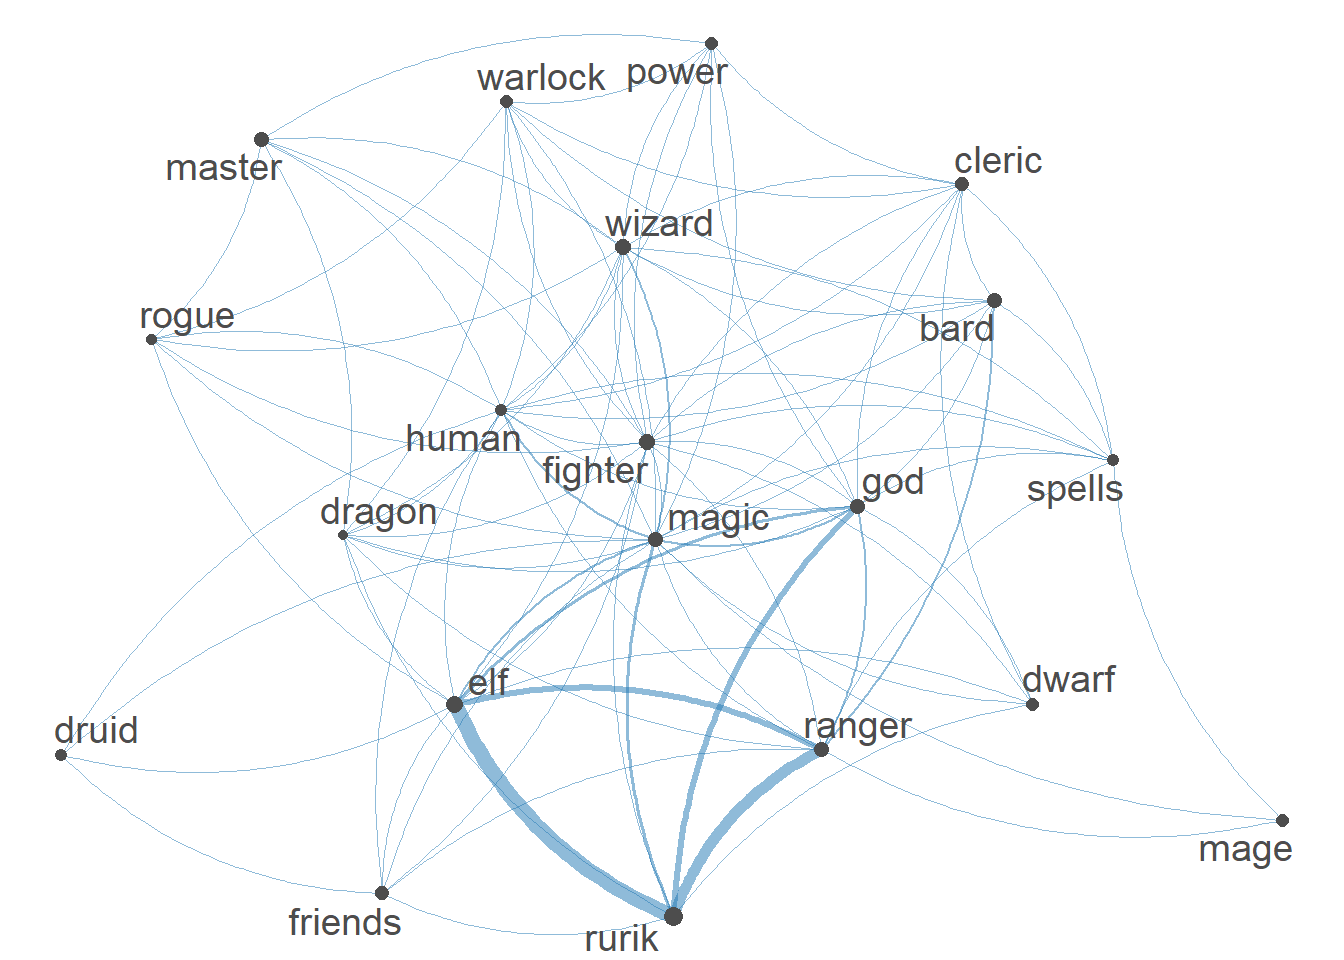 power
warlock
master
cleric
wizard
rogue
bard
human
fighter
god
spells
dragon
magic
elf
dwarf
druid
ranger
mage
friends
rurik